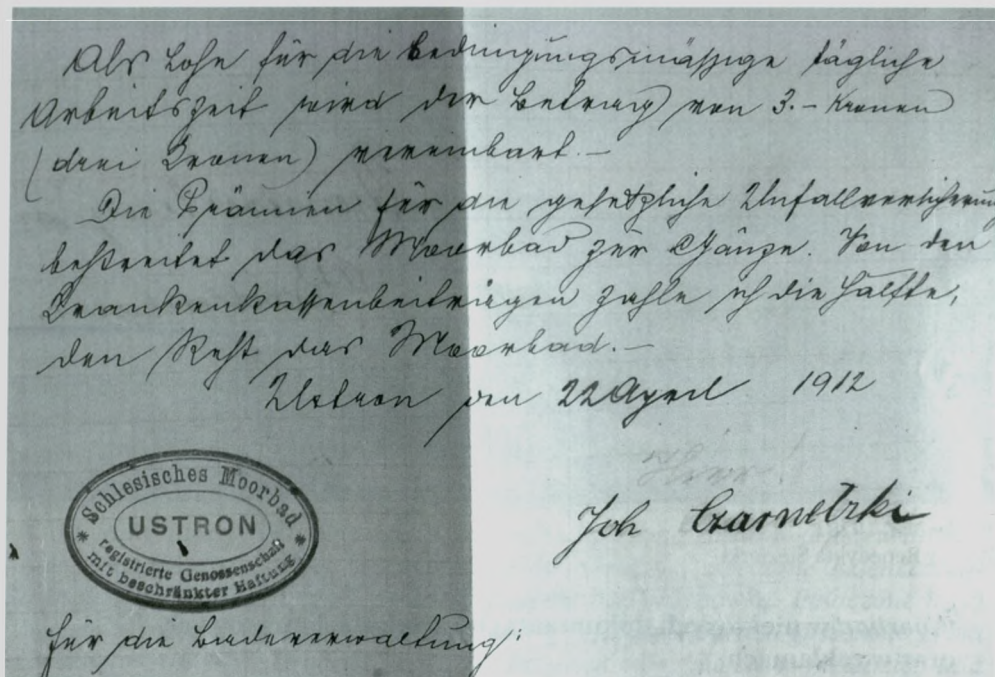 Als Lohn für die bedingungsmässige tägliche
Arbeitszeit wird der Betrag von 3.– Kronen
(drei Kronen) vereinbart.–
Die Prämien für die gesetzliche Unfallversicherung
bestreitet das Moorbad zur Gänze. Von den
Krankenkassenbeiträgen zahle ich die Hälfte,
den Rest das Moorbad.–
Ustron den 22 April 1912
Schlesisches Moorbad
USTRON
registrierte Genossenschaft
mit beschränkter Haftung
Joh Czarnetzki
für die Badeverwaltung: